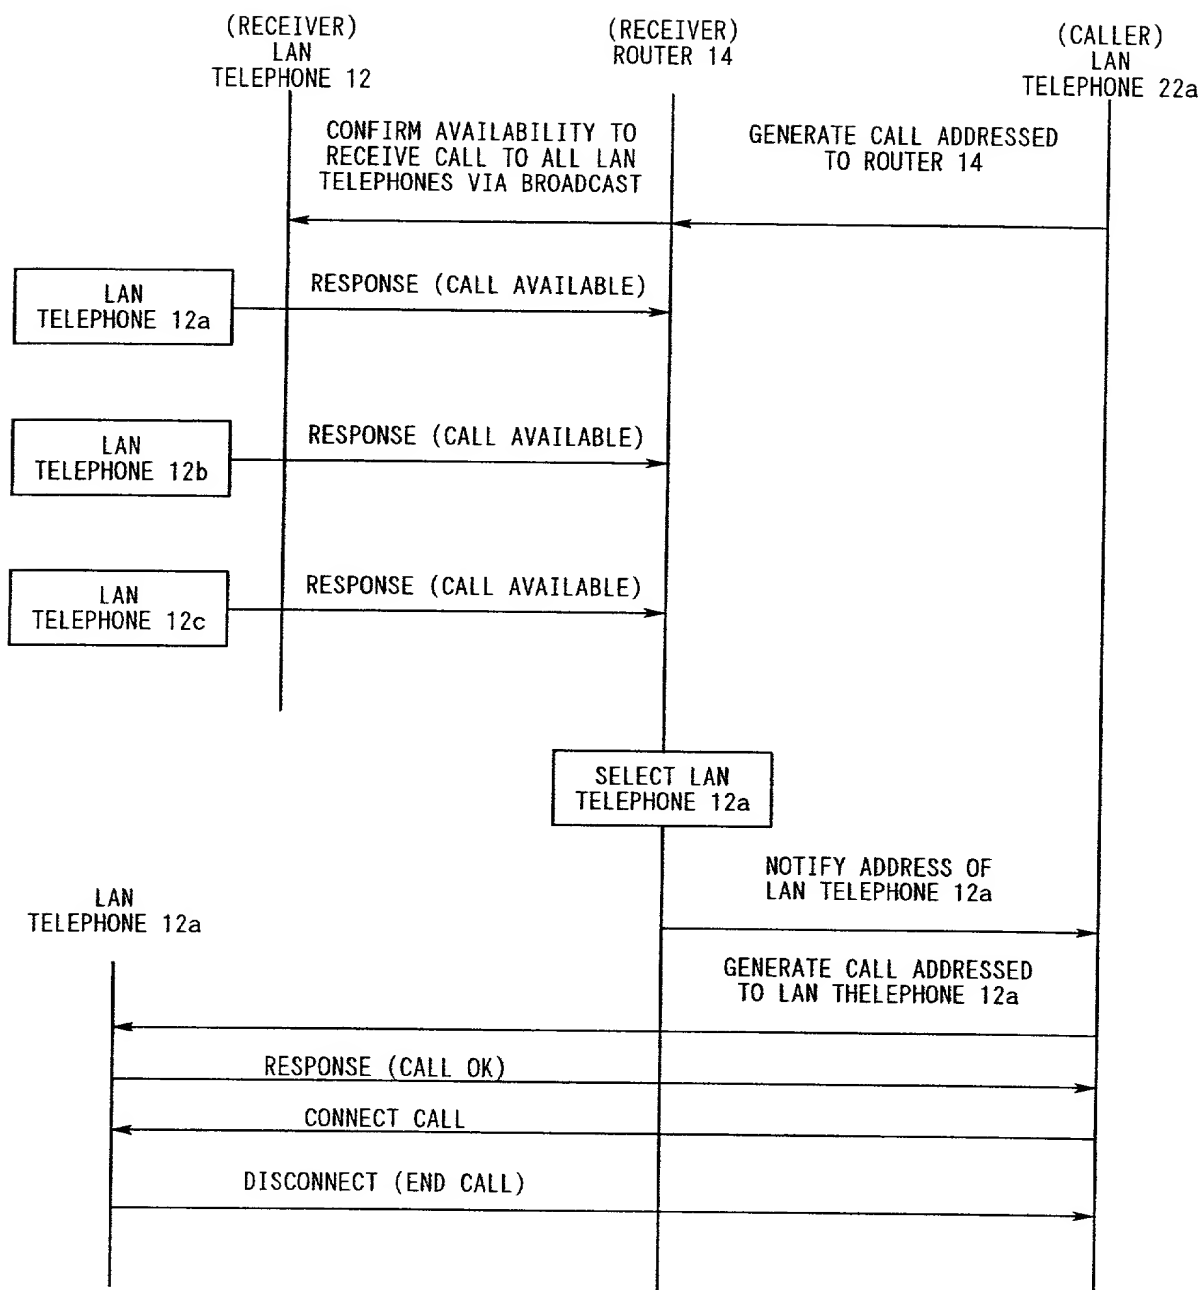 (RECEIVER)
LAN
TELEPHONE 12
(RECEIVER)
ROUTER 14
(CALLER)
LAN
TELEPHONE 22a
CONFIRM AVAILABILITY TO
RECEIVE CALL TO ALL LAN
TELEPHONES VIA BROADCAST
GENERATE CALL ADDRESSED
TO ROUTER 14
LAN
TELEPHONE 12a
RESPONSE (CALL AVAILABLE)
LAN
TELEPHONE 12b
RESPONSE (CALL AVAILABLE)
LAN
TELEPHONE 12c
RESPONSE (CALL AVAILABLE)
SELECT LAN
TELEPHONE 12a
NOTIFY ADDRESS OF
LAN TELEPHONE 12a
LAN
TELEPHONE 12a
GENERATE CALL ADDRESSED
TO LAN THELEPHONE 12a
RESPONSE (CALL OK)
CONNECT CALL
DISCONNECT (END CALL)